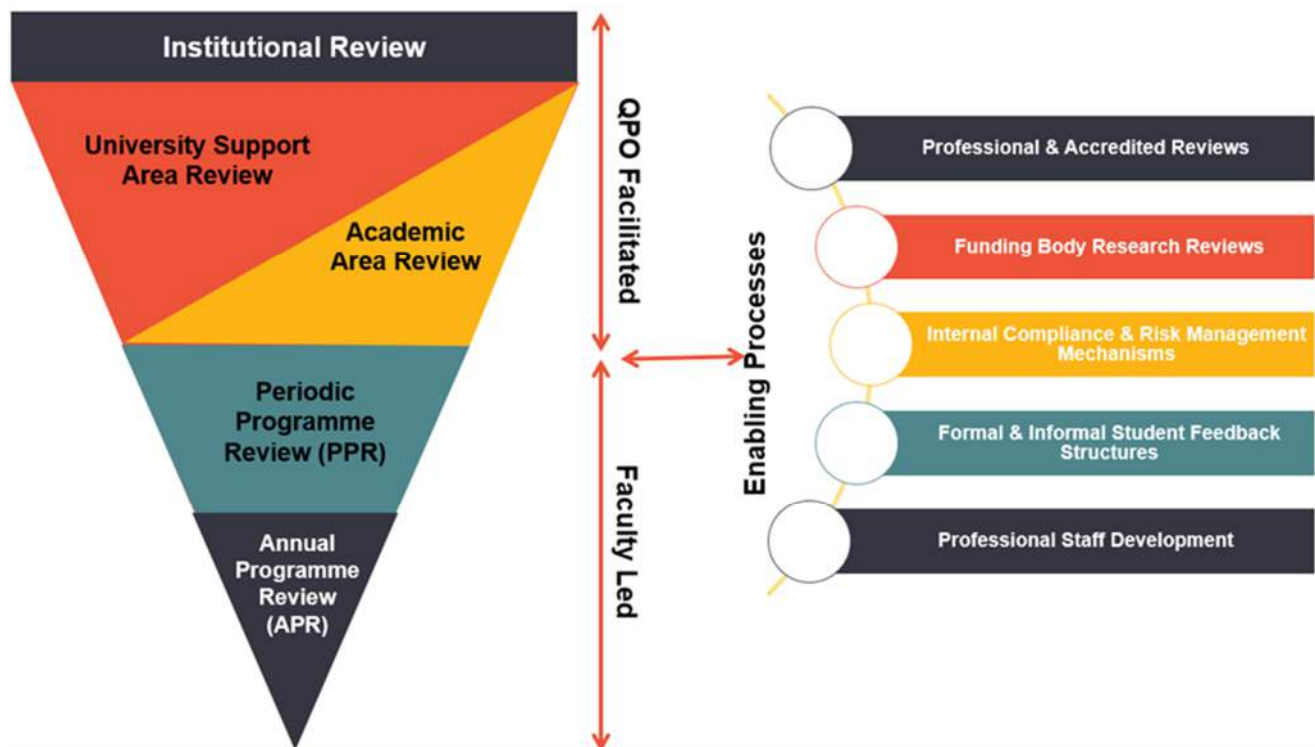 Institutional Review
University Support
Area Review
Academic
Area Review
Periodic
Programme
Review (PPR)
Annual
Programme
Review
(APR)
QPO Facilitated
Faculty Led
Enabling Processes
Professional & Accredited Reviews
Funding Body Research Reviews
Internal Compliance & Risk Management
Mechanisms
Formal & Informal Student Feedback
Structures
Professional Staff Development